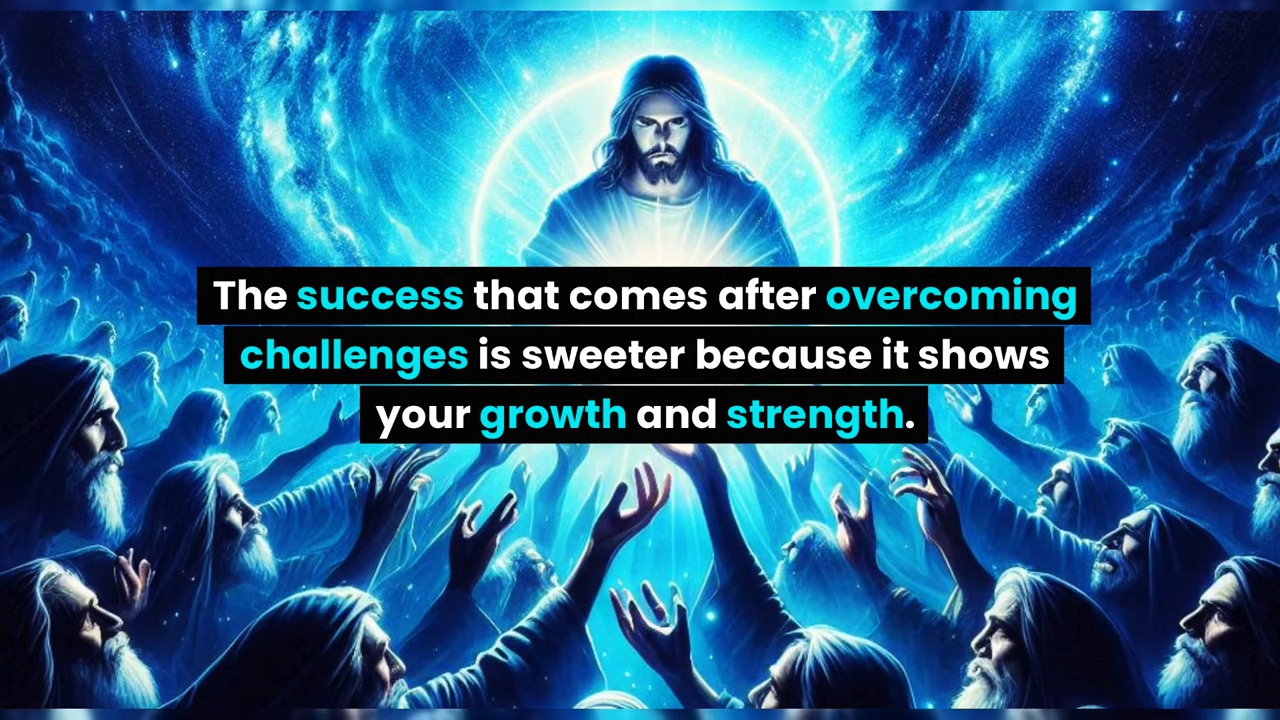 The success that comes after overcoming
challenges is sweeter because it shows
your growth and strength.